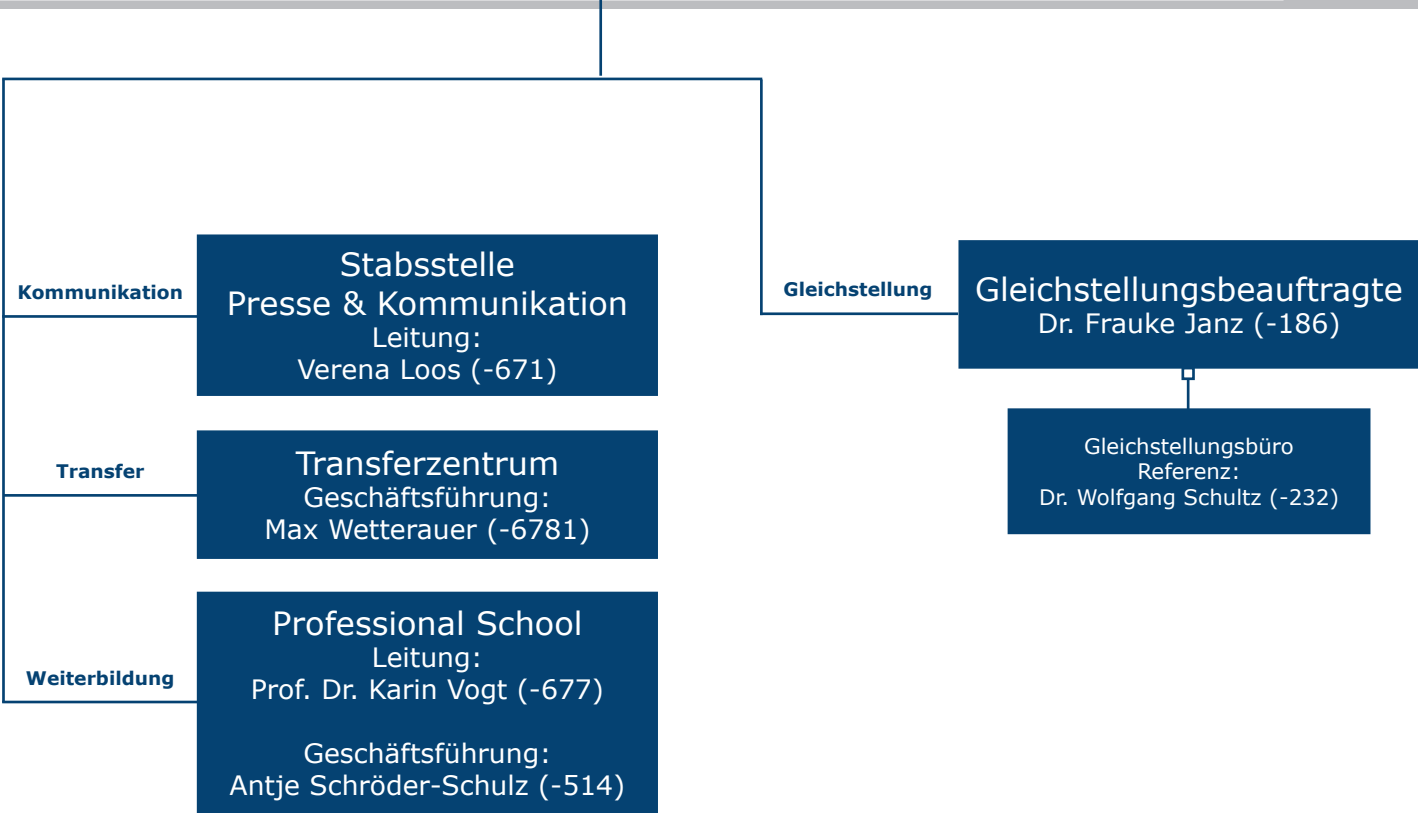 Kommunikation
Stabsstelle
Presse & Kommunikation
Leitung:
Verena Loos (-671)
Transfer
Transferzentrum
Geschäftsführung:
Max Wetterauer (-6781)
Weiterbildung
Professional School
Leitung:
Prof. Dr. Karin Vogt (-677)
Geschäftsführung:
Antje Schröder-Schulz (-514)
Gleichstellung
Gleichstellungsbeauftragte
Dr. Frauke Janz (-186)
Gleichstellungsbüro
Referenz:
Dr. Wolfgang Schultz (-232)